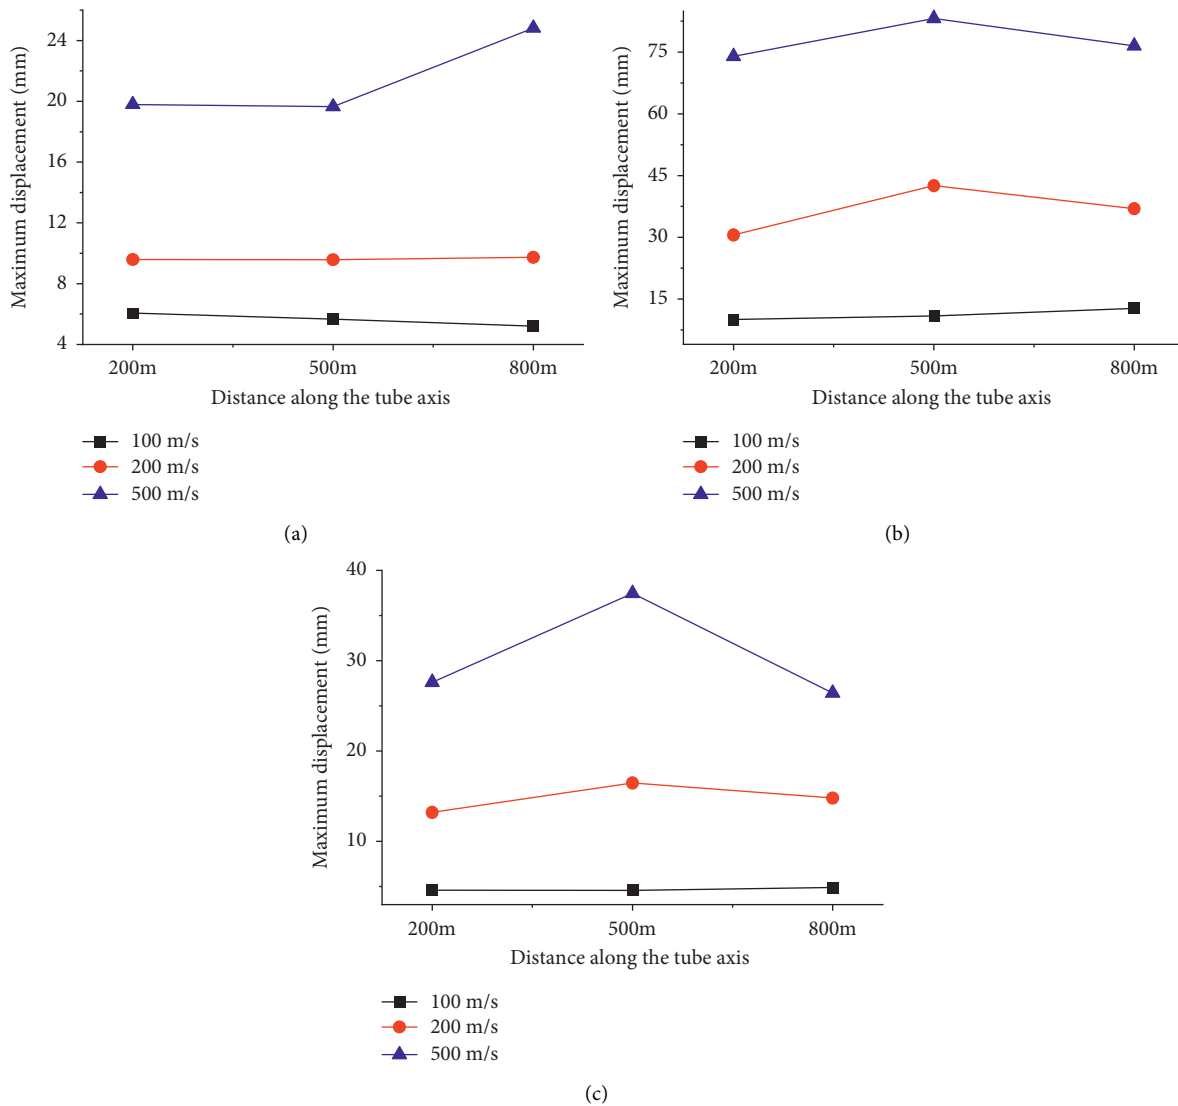 Maximum displacement (mm)
24
20
16
12
8
4
200m 500m 800m
Distance along the tube axis
100 m/s
200 m/s
500 m/s
(a)
Maximum displacement (mm)
75
60
45
30
15
200m 500m 800m
Distance along the tube axis
100 m/s
200 m/s
500 m/s
(b)
Maximum displacement (mm)
40
30
20
10
200m 500m 800m
Distance along the tube axis
100 m/s
200 m/s
500 m/s
(c)